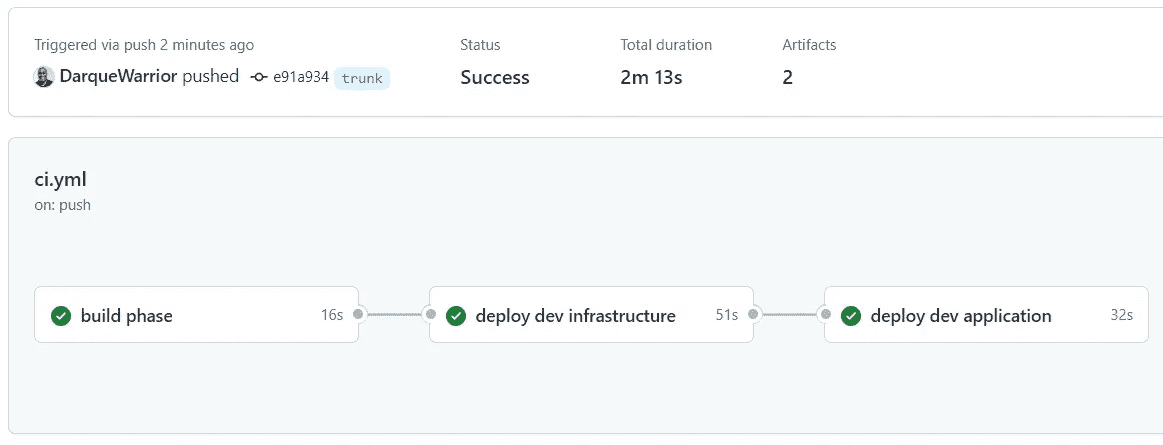 Triggered via push 2 minutes ago
DarqueWarrior pushed e91a934 trunk
Status
Success
Total duration
2m 13s
Artifacts
2
ci.yml
on: push
build phase 16s
deploy dev infrastructure 51s
deploy dev application 32s